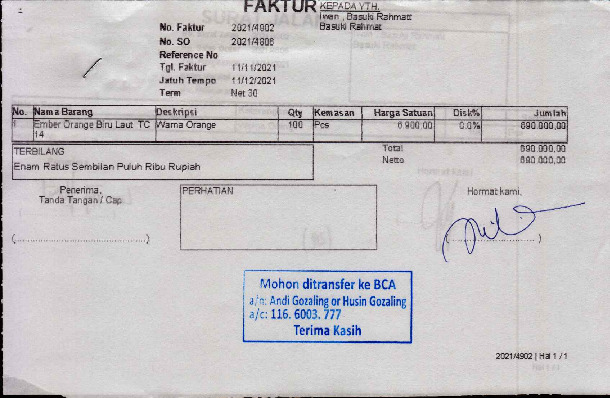 FAKTUR
KEPADA YTH.
Iwan , Basuki Rahmatt
Basuki Rahmat
No. Faktur 2021/4902
No. SO 2021/4806
Reference No
Tgl. Faktur 11/11/2021
Jatuh Tempo 11/12/2021
Term Net 30
No. Nama Barang Deskripsi Qty Kemasan Harga Satuan Disk% Jumlah
1 Ember Orange Biru Laut TC Warna Orange 100 Pcs 6.900,00 0.0% 690.000,00
14
TERBILANG
Enam Ratus Sembilan Puluh Ribu Rupiah
Total 690.000,00
Netto 690.000,00
Penerima,
Tanda Tangan / Cap.
(........................................)
PERHATIAN
Hormat kami,
(........................................)
Mohon ditransfer ke BCA
a/n: Andi Gozaling or Husin Gozaling
a/c: 116. 6003. 777
Terima Kasih
2021/4902 | Hal 1 / 1